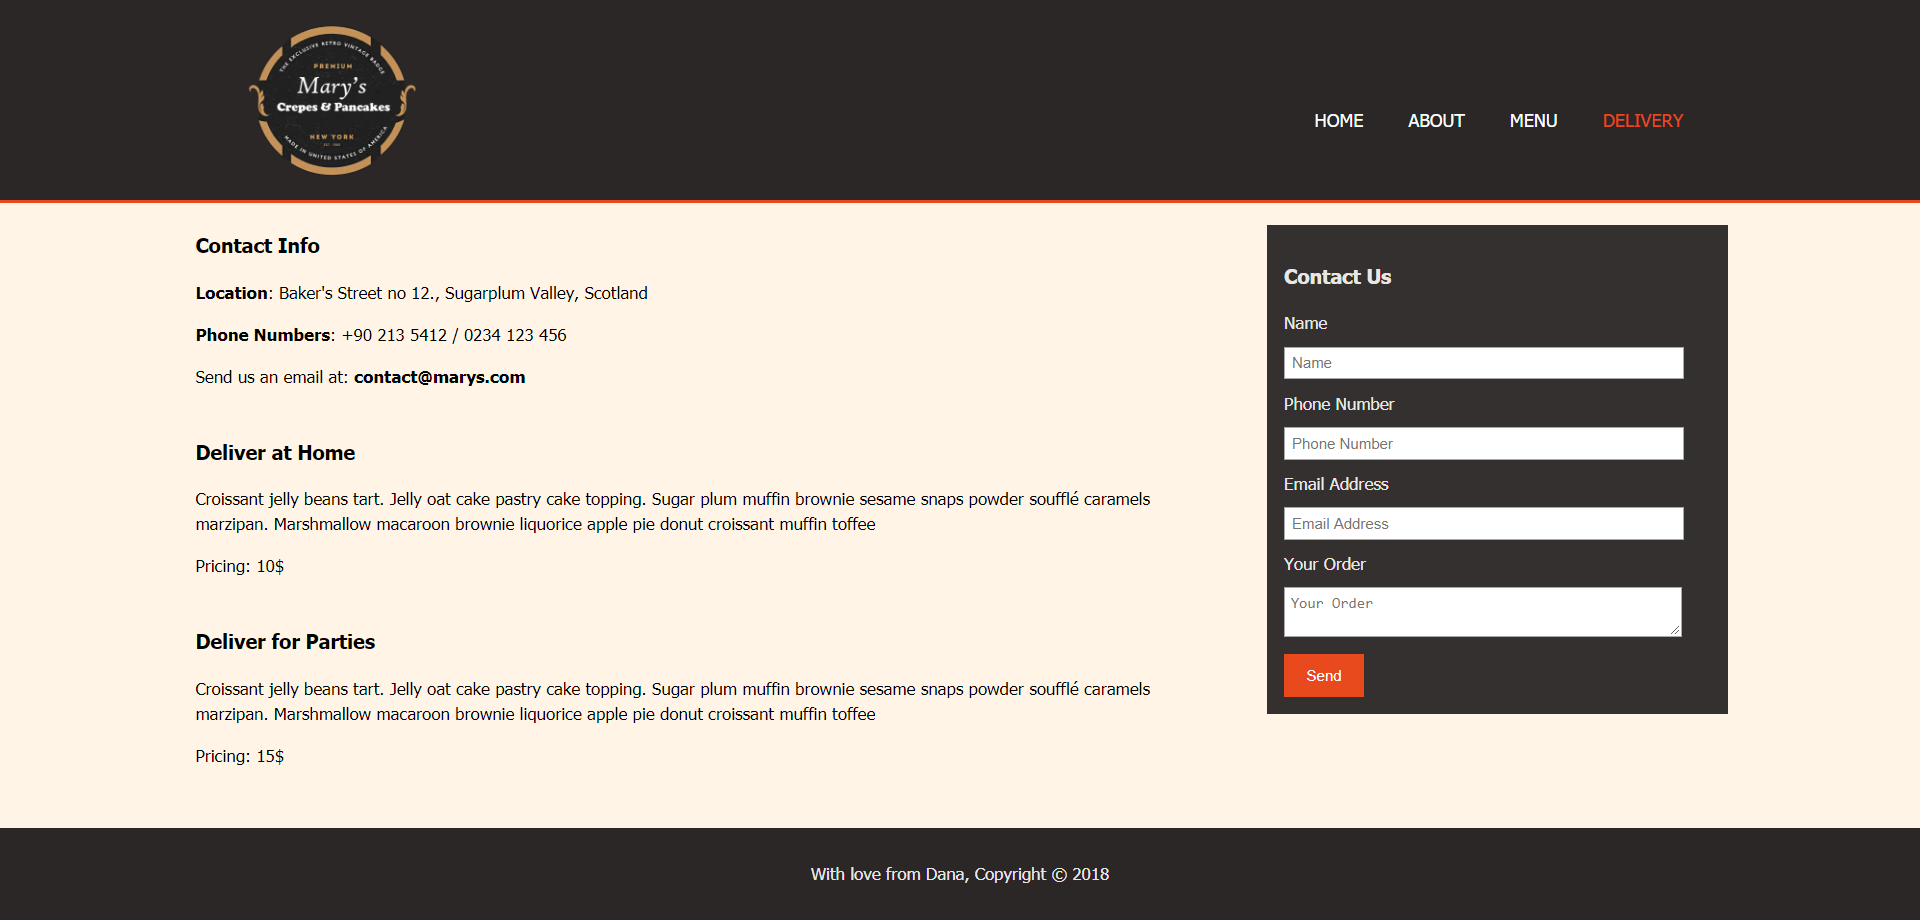 THE EXCLUSIVE RETRO VINTAGE BADGE
PREMIUM
Mary's
Crepes & Pancakes
NEW YORK
MADE IN UNITED STATES OF AMERICA
HOME ABOUT MENU DELIVERY
Contact Info
Location: Baker's Street no 12., Sugarplum Valley, Scotland
Phone Numbers: +90 213 5412 / 0234 123 456
Send us an email at: contact@marys.com
Deliver at Home
Croissant jelly beans tart. Jelly oat cake pastry cake topping. Sugar plum muffin brownie sesame snaps powder soufflé caramels
marzipan. Marshmallow macaroon brownie liquorice apple pie donut croissant muffin toffee
Pricing: 10$
Deliver for Parties
Croissant jelly beans tart. Jelly oat cake pastry cake topping. Sugar plum muffin brownie sesame snaps powder soufflé caramels
marzipan. Marshmallow macaroon brownie liquorice apple pie donut croissant muffin toffee
Pricing: 15$
Contact Us
Name
Name
Phone Number
Phone Number
Email Address
Email Address
Your Order
Your Order
Send
With love from Dana, Copyright © 2018